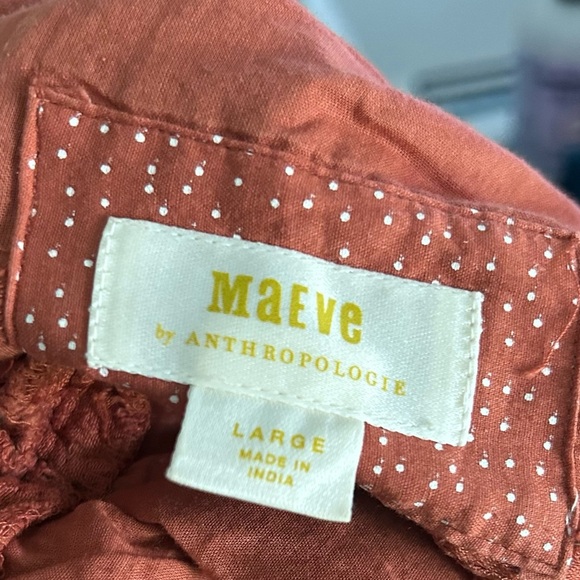 MaEve
by ANTHROPOLOGIE
LARGE
MADE IN
INDIA